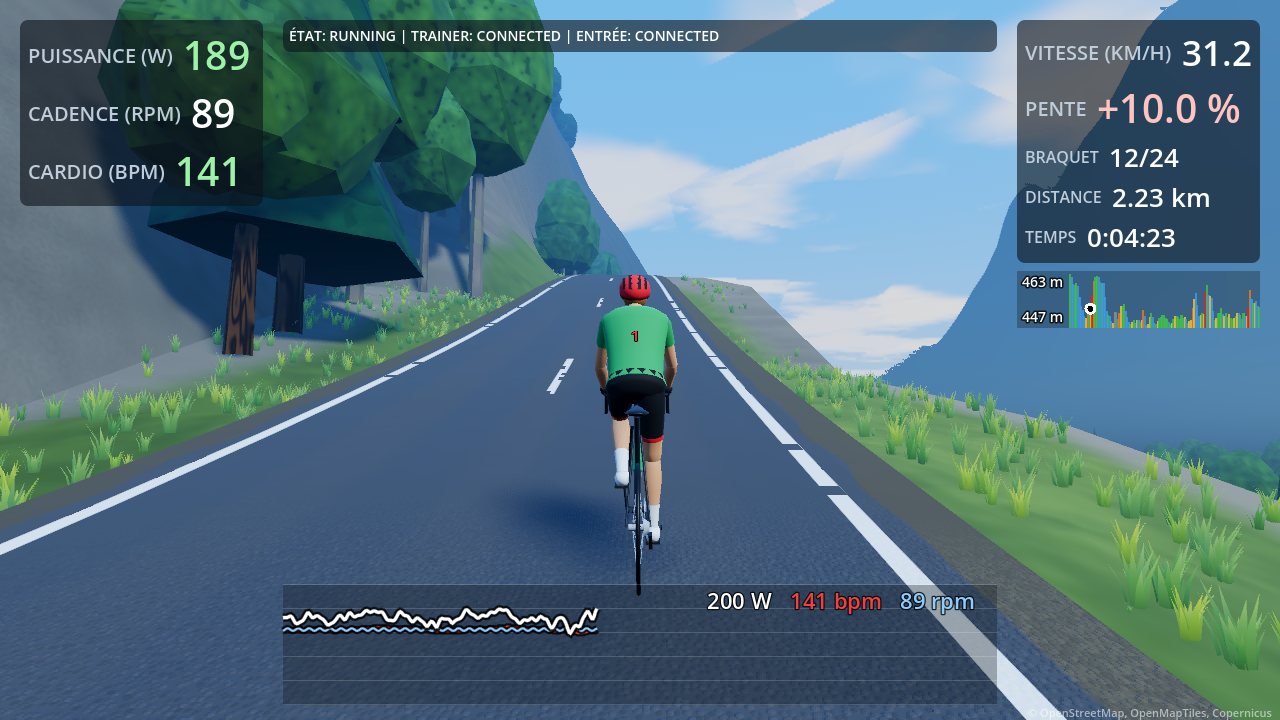 PUISSANCE (W) 189
CADENCE (RPM) 89
CARDIO (BPM) 141
ÉTAT: RUNNING | TRAINER: CONNECTED | ENTRÉE: CONNECTED
VITESSE (KM/H) 31.2
PENTE +10.0 %
BRAQUET 12/24
DISTANCE 2.23 km
TEMPS 0:04:23
463 m
447 m
1
200 W 141 bpm 89 rpm
© OpenStreetMap, OpenMapTiles, Copernicus